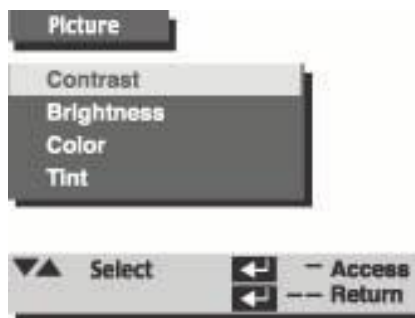 Picture
Contrast
Brightness
Color
Tint
▼▲ Select ↵ – Access
↵ –– Return